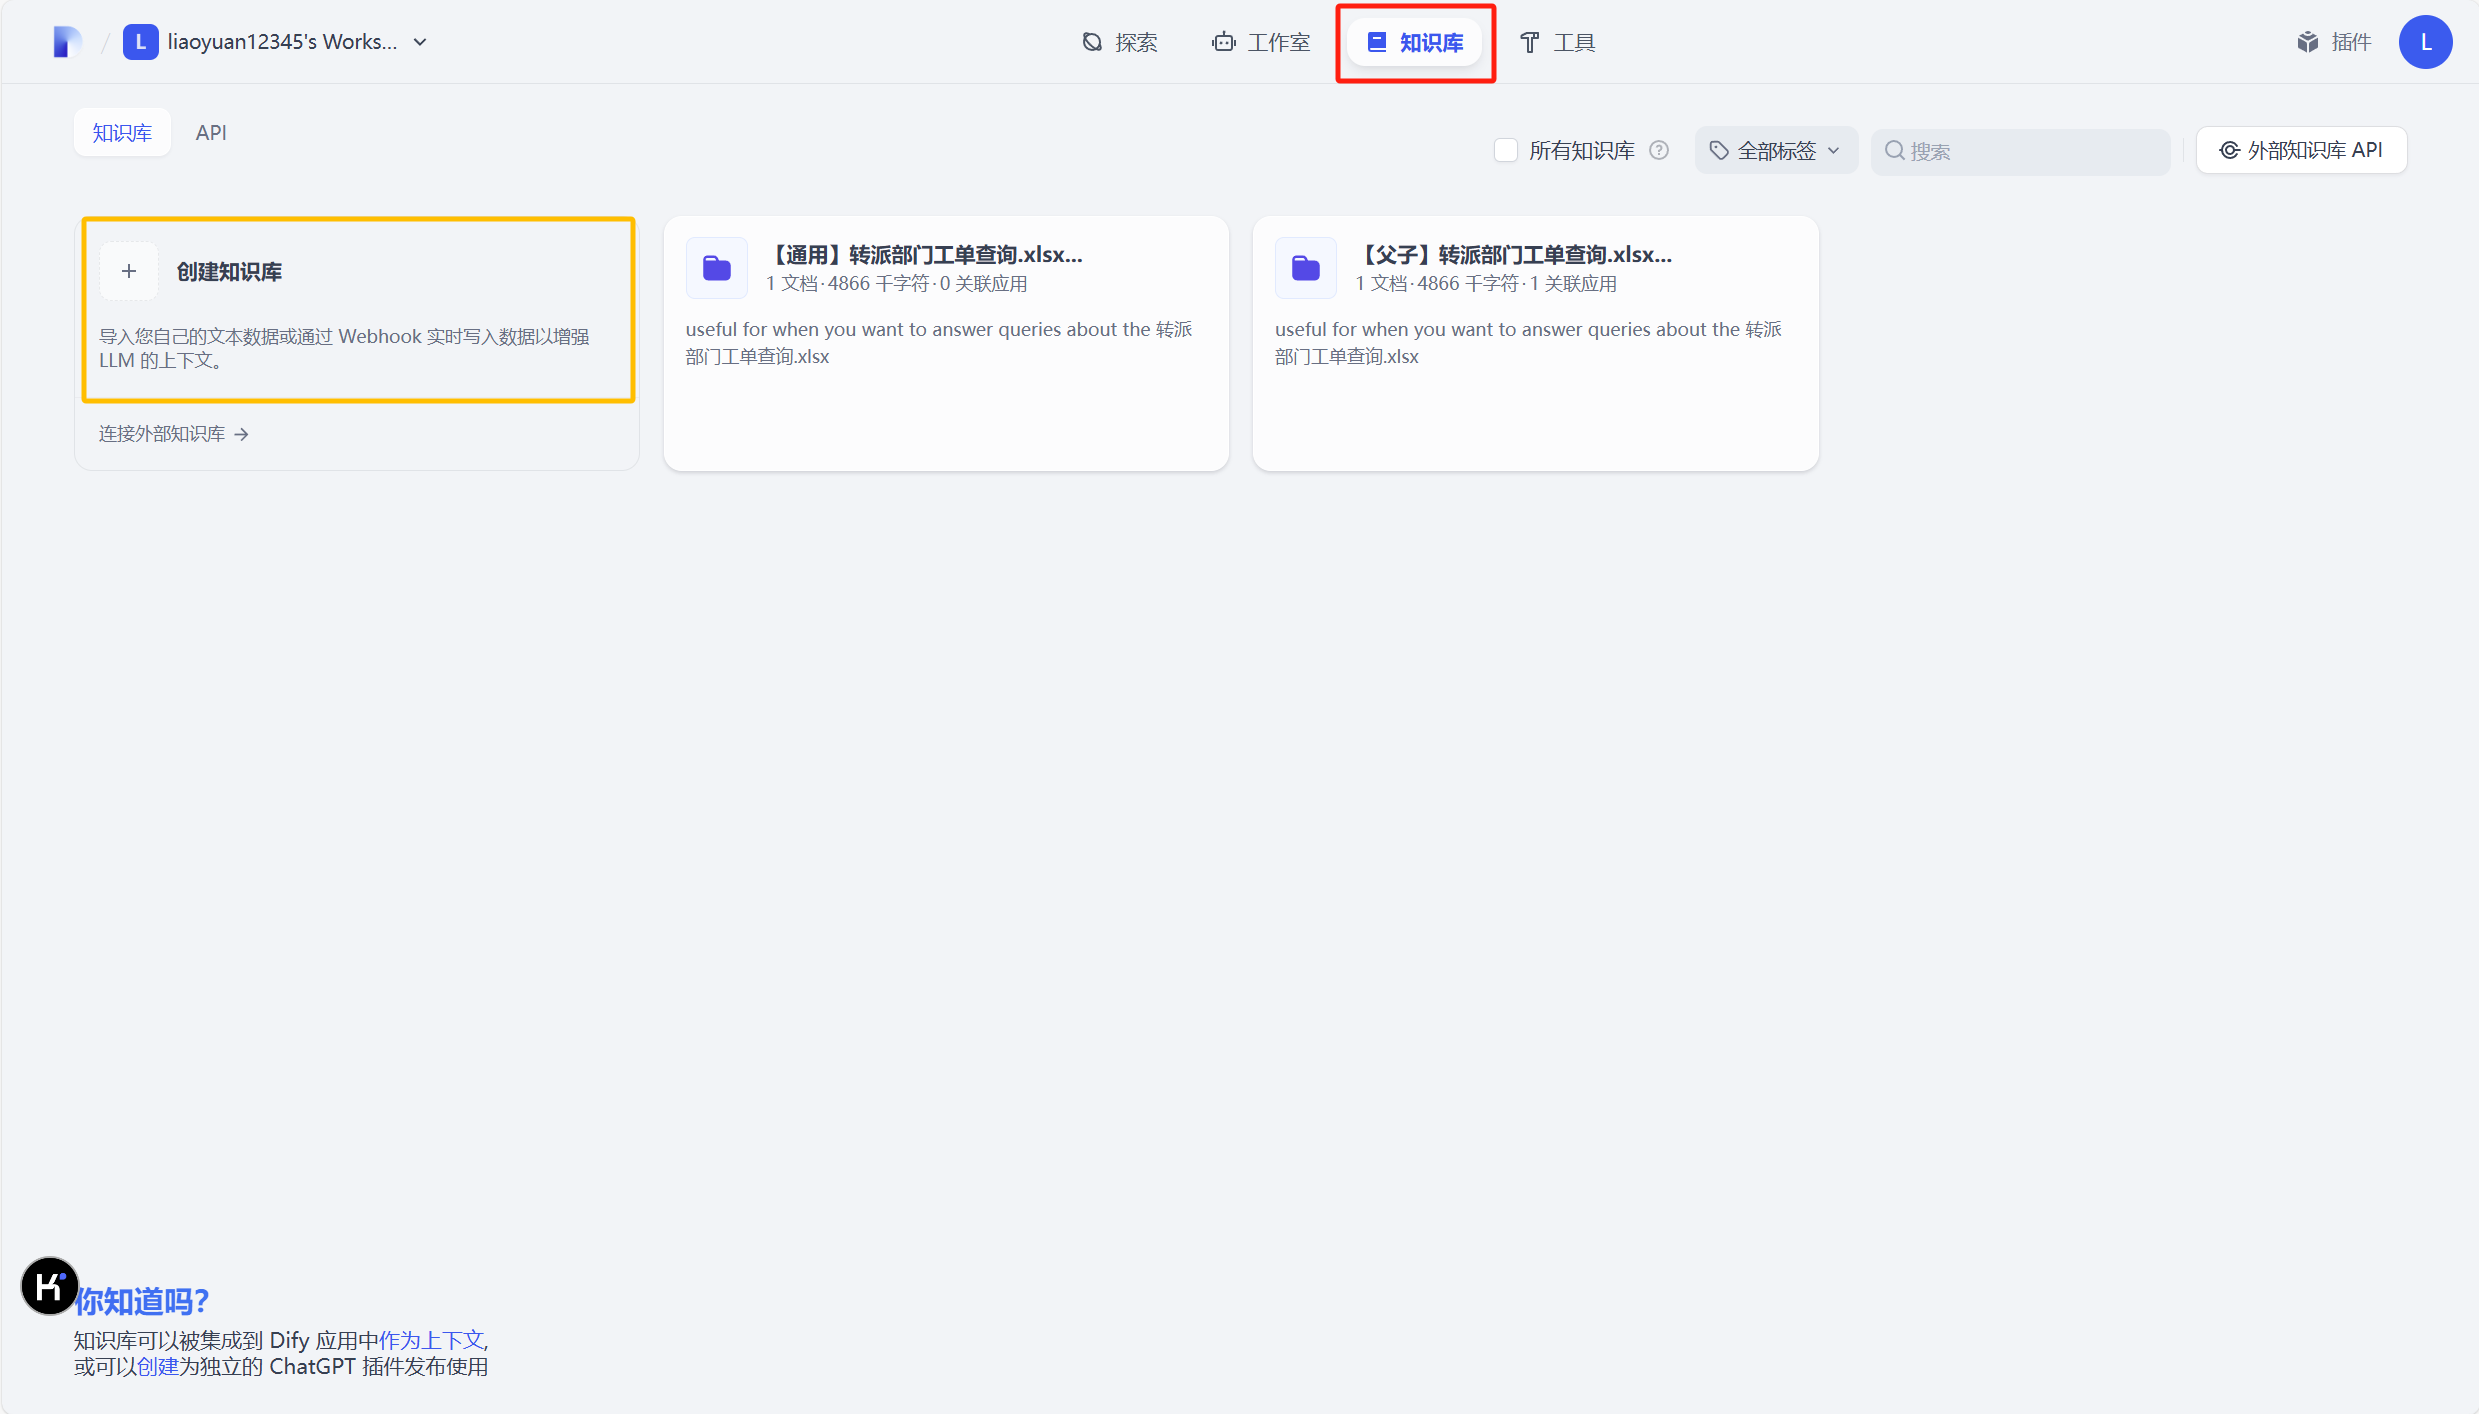 L liaoyuan12345's Works...
探索
工作室
知识库
工具
插件
L
知识库
API
所有知识库
全部标签
搜索
外部知识库 API
创建知识库
导入您自己的文本数据或通过 Webhook 实时写入数据以增强
LLM 的上下文。
连接外部知识库
【通用】转派部门工单查询.xlsx...
1 文档·4866 千字符·0 关联应用
useful for when you want to answer queries about the 转派
部门工单查询.xlsx
【父子】转派部门工单查询.xlsx...
1 文档·4866 千字符·1 关联应用
useful for when you want to answer queries about the 转派
部门工单查询.xlsx
你知道吗?
知识库可以被集成到 Dify 应用中作为上下文,
或可以创建为独立的 ChatGPT 插件发布使用